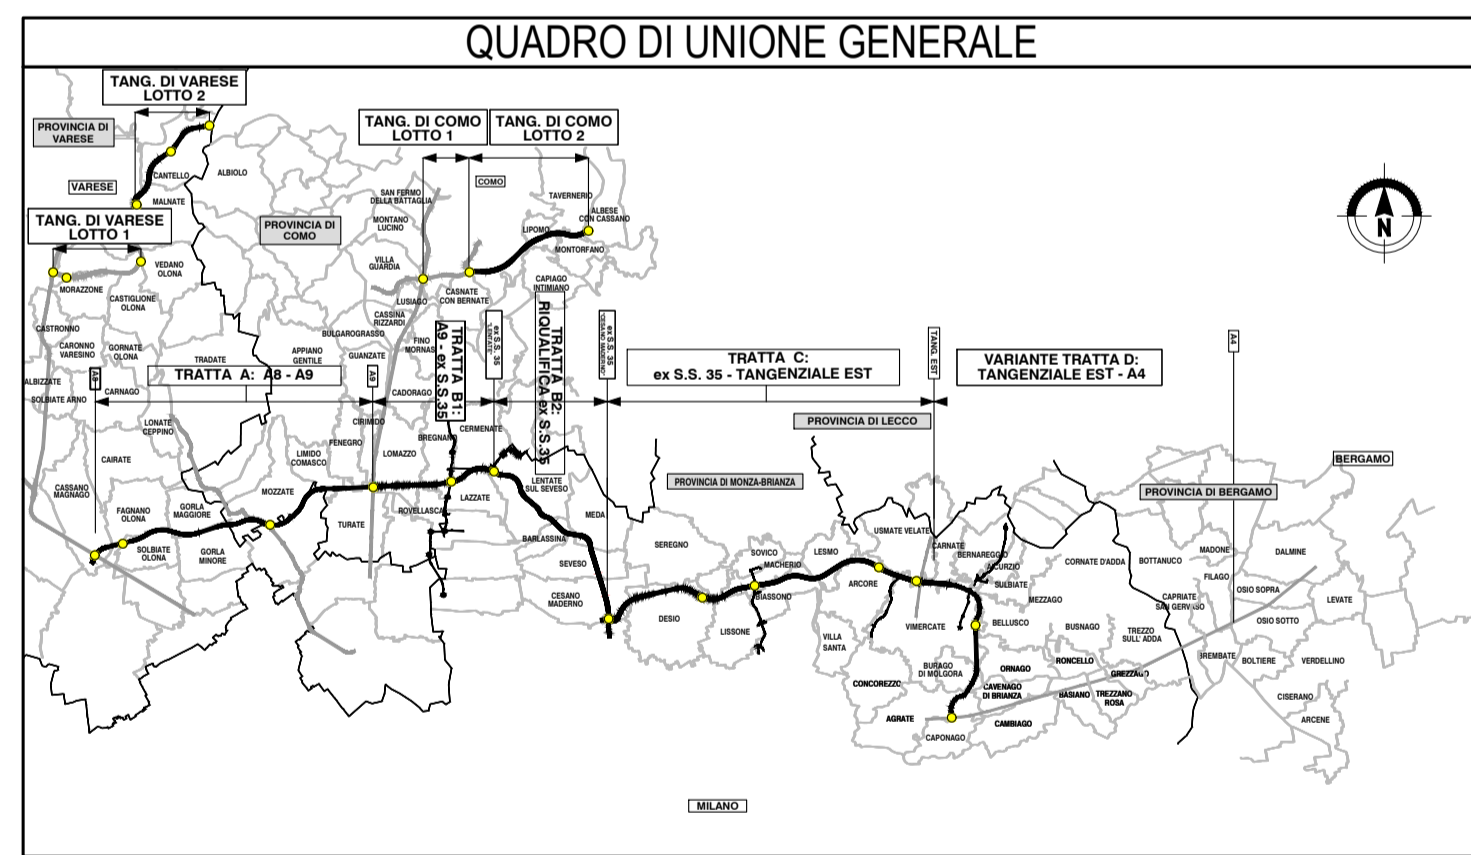 QUADRO DI UNIONE GENERALE
TANG. DI VARESE
LOTTO 2
PROVINCIA DI
VARESE
VARESE
CANTELLO
ALBIOLO
MALNATE
TANG. DI VARESE
LOTTO 1
PROVINCIA DI
COMO
TANG. DI COMO
LOTTO 1
TANG. DI COMO
LOTTO 2
COMO
SAN FERMO
DELLA BATTAGLIA
TAVERNERIO
ALBESE
CON CASSANO
MONTANO
LUCINO
LIPOMO
MONTORFANO
N
VEDANO
OLONA
VILLA
GUARDIA
MORAZZONE
CASTIGLIONE
OLONA
LUSIAGO
CASNATE
CON BERNATE
CAPIAGO
INTIMIANO
CASTRONNO
CASSINA
RIZZARDI
BULGAROGRASSO
CARONNO
VARESINO
GORNATE
OLONA
TRADATE
APPIANO
GENTILE
GUANZATE
FINO
MORNAS
TRATTA B1:
A9 - ex S.S.35
ex S.S. 35
"LENTATE"
TRATTA B2:
RIQUALIFICA ex S.S.35
ex S.S. 35
"CESANO MADERNO"
TRATTA C:
ex S.S. 35 - TANGENZIALE EST
TANG. EST
VARIANTE TRATTA D:
TANGENZIALE EST - A4
A4
ALBIZZATE
SOLBIATE ARNO
A8
CARNAGO
TRATTA A: A8 - A9
A9
CADORAGO
LONATE
CEPPINO
CIRIMIDO
FENEGRO
BREGNANO
CERMENATE
PROVINCIA DI LECCO
CAIRATE
LIMIDO
COMASCO
LOMAZZO
BERGAMO
CASSANO
MAGNAGO
MOZZATE
LAZZATE
LENTATE
SUL SEVESO
PROVINCIA DI MONZA-BRIANZA
PROVINCIA DI BERGAMO
FAGNANO
OLONA
GORLA
MAGGIORE
TURATE
ROVELLASCA
MEDA
USMATE VELATE
SOLBIATE
OLONA
GORLA
MINORE
BARLASSINA
SEREGNO
SOVICO
MACHERIO
LESMO
CARNATE
BERNAREGGIO
AICURZIO
CORNATE D'ADDA
BOTTANUCO
MADONE
DALMINE
SEVESO
FILAGO
ARCORE
SULBIATE
CAPRIATE
SAN GERVASO
OSIO SOPRA
LEVATE
CESANO
MADERNO
BIASSONO
MEZZAGO
DESIO
LISSONE
VILLA
SANTA
VIMERCATE
BELLUSCO
BUSNAGO
TREZZO
SULL' ADDA
OSIO SOTTO
BREMBATE
BOLTIERE
VERDELLINO
BURAGO
DI MOLGORA
ORNAGO
RONCELLO
GREZZAGO
CONCOREZZO
CAVENAGO
DI BRIANZA
BASIANO
TREZZANO
ROSA
CISERANO
AGRATE
CAMBIAGO
ARCENE
CAPONAGO
MILANO